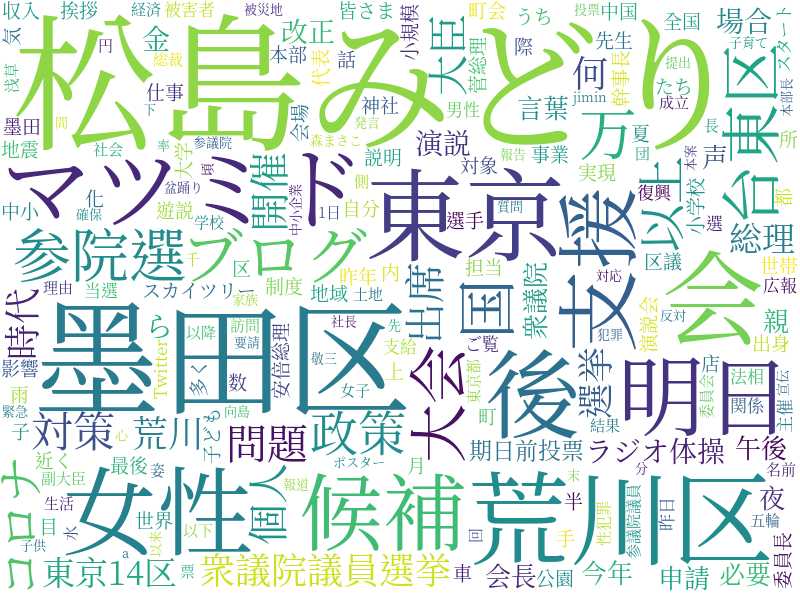 収入
挨拶
経済
被害者
被災地
皆さま
町会
うち
中国
場合
投票
全国
子育て
スタート
気
円
総裁
金
改正
小規模
大臣
菅総理
際
先生
たち
提出
成立
本部長
浅草
松島みどり
本部
代表
話
何
幹事長
jimin
仕事
下
神社
男性
言葉
万
夏
団
長
台東区
墨田
問
地震
社会
参議院
会場
森まさこ
発言
演説
声
所
率
大学
頃
説明
報告
対象
事業
実現
本案
小学校
都
化
盆踊り
中小企業
側
開催
マツミド
東京
質問
支援
以上
復興
選
中小
遊説
学校
1日
自分
選手
区議
総理
世帯
参院選
ブログ
千
区
昨年
内
担当
衆議院
対応
会
広報
理由
当選
スカイツリー
制度
地域
土地
出席
国
反対
親
出身
時代
家族
墨田区
ら
以降
訪問
要請
社長
先
ご覧
犯罪
演説会
店
影響
Twitter
多く
数
安倍総理
敬三
支給
上
大会
東京都
後
選挙
明日
委員会
法相
関係
主催
宣伝
雨
緊急
子
対策
荒川
子ども
向島
女子
問題
政策
町
結果
期日前投票
ラジオ体操
午後
コロナ
近く
心
最後
副大臣
姿
ポスター
月
末
分
名前
生活
女性
世界
個人
報道
候補
荒川区
半
性犯罪
参議院議員
昨日
夜
五輪
目
水
子供
a
以来
以下
回
手
東京14区
票
衆議院議員選挙
車
会長
公園
今年
申請
必要
委員長